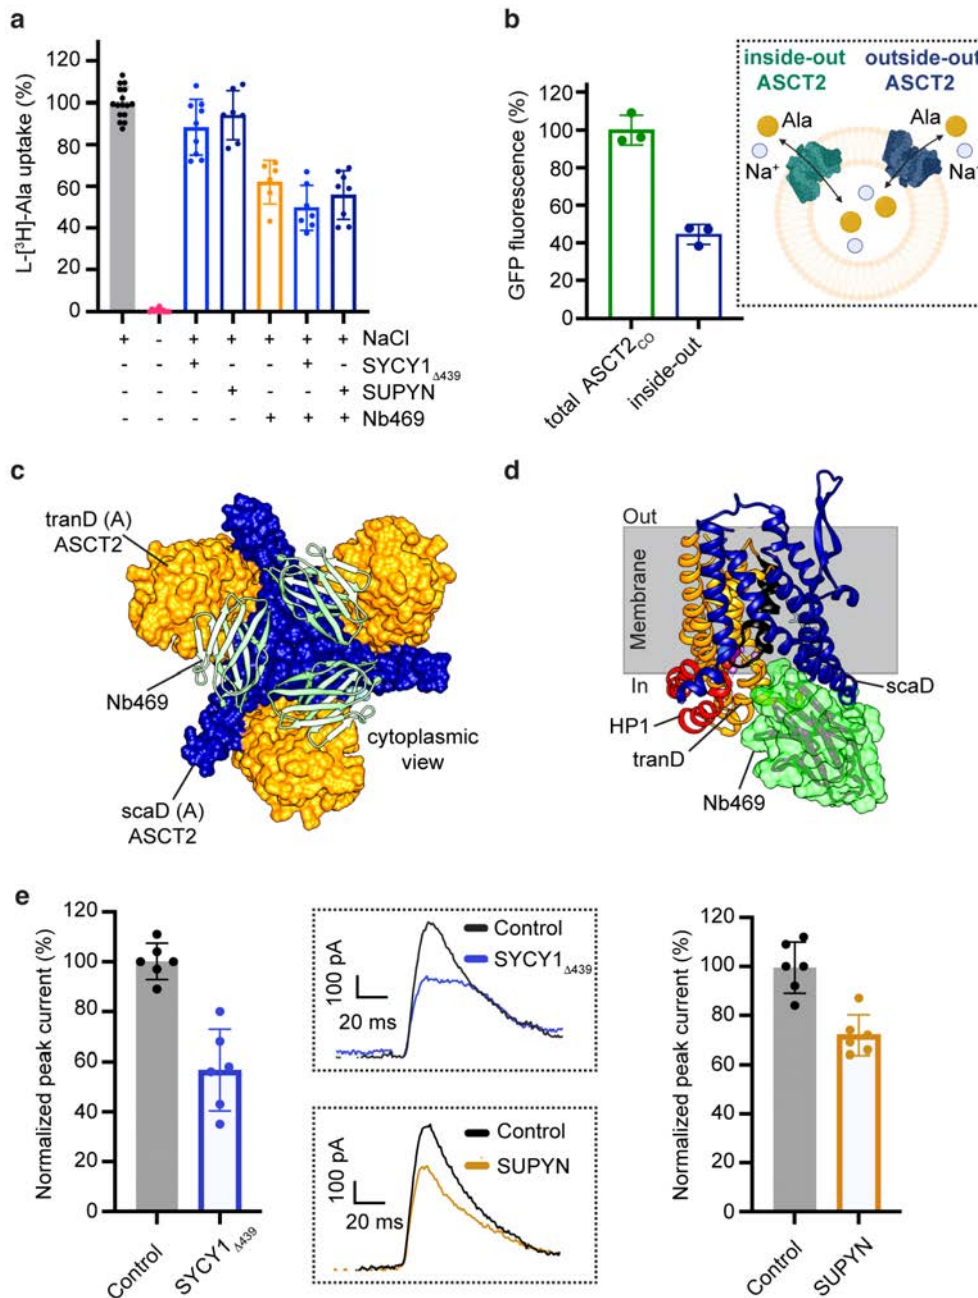 a
L-[³H]-Ala uptake (%)
120
100
80
60
40
20
0
+ - + + + + + NaCl
- - + - - + - SYCY1Δ439
- - - + - - + SUPYN
- - - - + + + Nb469
b
GFP fluorescence (%)
120
100
80
60
40
20
0
total ASCT2CO
inside-out
inside-out outside-out
ASCT2 ASCT2
Ala Ala
Na⁺ Na⁺
c
tranD (A)
ASCT2
Nb469
cytoplasmic
view
scaD (A)
ASCT2
d
Out
Membrane
In
scaD
HP1
tranD
Nb469
e
Normalized peak current (%)
120
100
80
60
40
20
0
Control
SYCY1Δ439
Control
SYCY1Δ439
100 pA
20 ms
Control
SUPYN
100 pA
20 ms
Normalized peak current (%)
120
100
80
60
40
20
0
Control
SUPYN